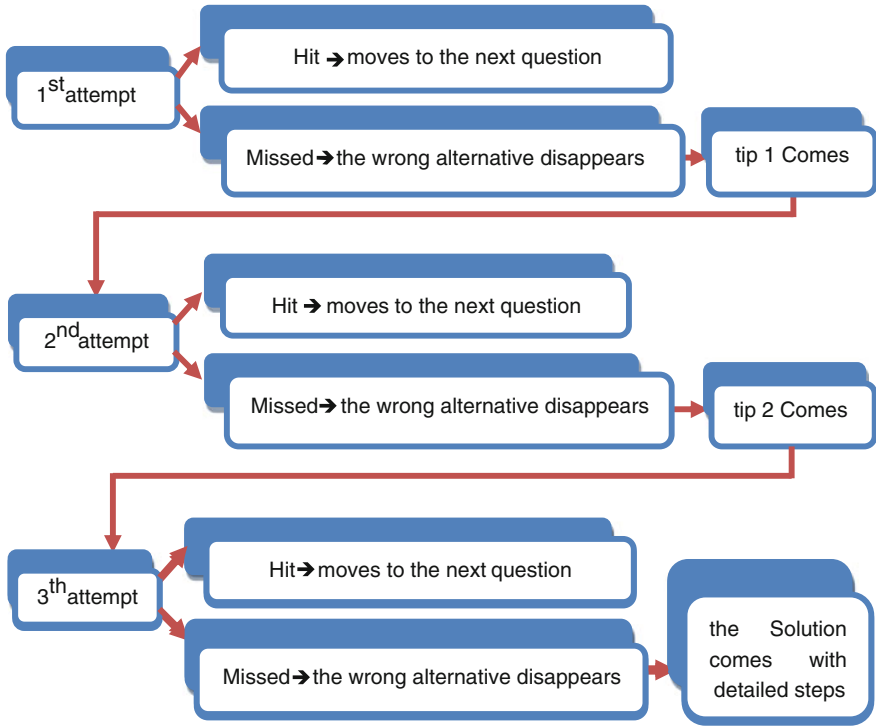 Hit ➔ moves to the next question
1st attempt
Missed ➔ the wrong alternative disappears
tip 1 Comes
Hit ➔ moves to the next question
2nd attempt
Missed ➔ the wrong alternative disappears
tip 2 Comes
Hit ➔ moves to the next question
3th attempt
Missed ➔ the wrong alternative disappears
the Solution
comes with
detailed steps